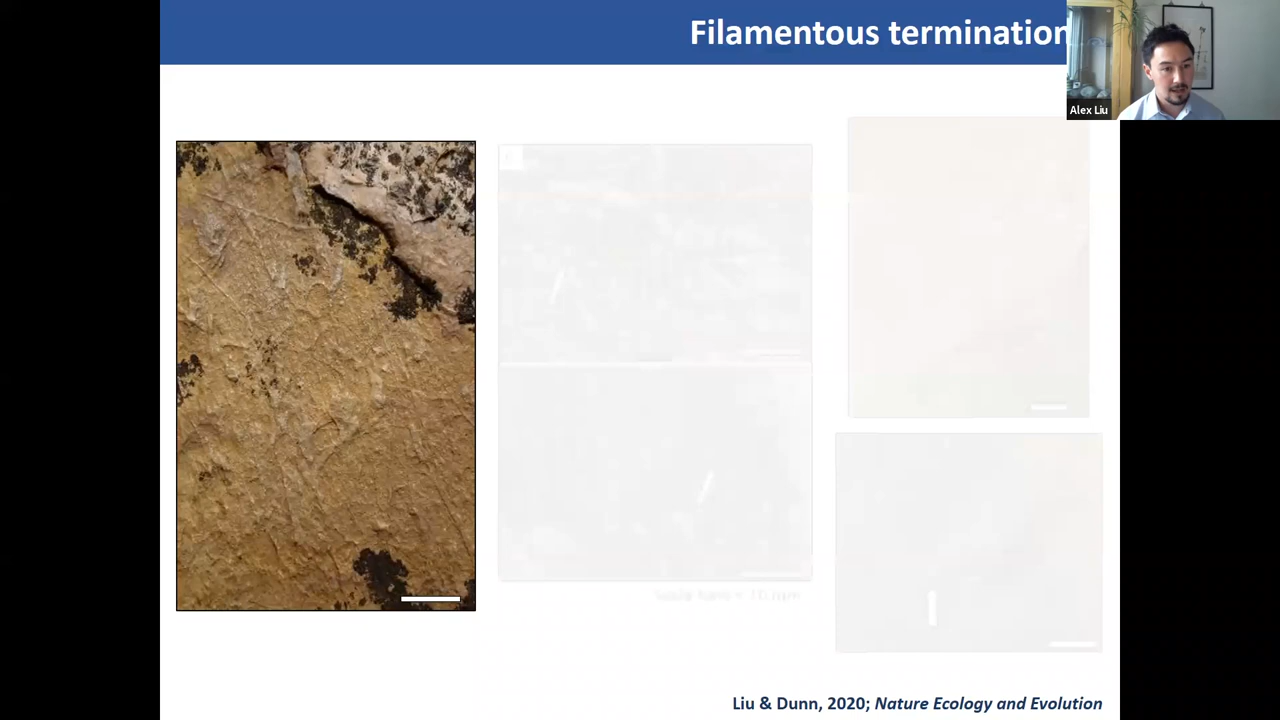 Filamentous termination
Alex Liu
Liu & Dunn, 2020; Nature Ecology and Evolution